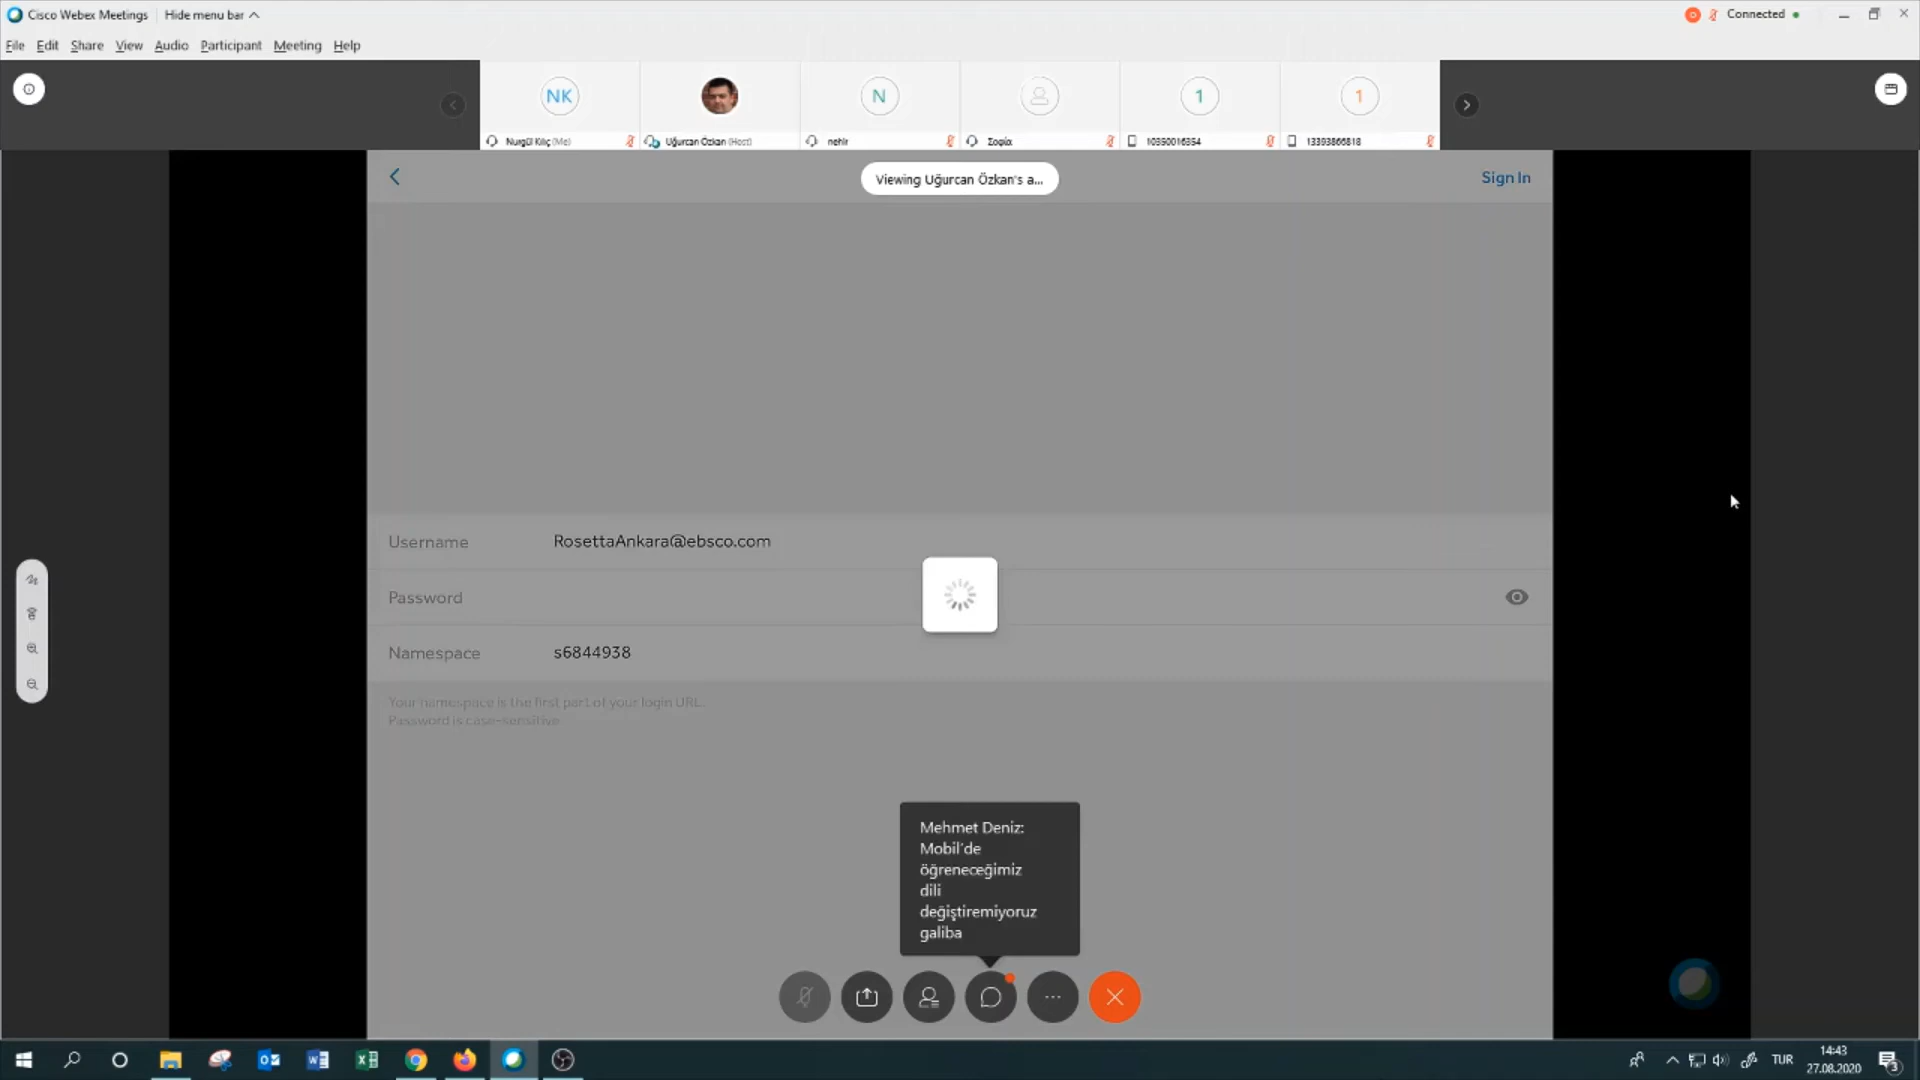 Cisco Webex Meetings
Hide menu bar
Connected
File Edit Share View Audio Participant Meeting Help
NK
N
1
1
Nurgül Kılıç (Me)
Uğurcan Özkan (Host)
nehir
Σοφία
10550016354
13393866818
Viewing Uğurcan Özkan's a...
Sign In
Username RosettaAnkara@ebsco.com
Password
Namespace s6844938
Your namespace is the first part of your login URL.
Password is case-sensitive
Mehmet Deniz:
Mobil'de
öğreneceğimiz
dili
değiştiremiyoruz
galiba
TUR
14:43
27.08.2020
3